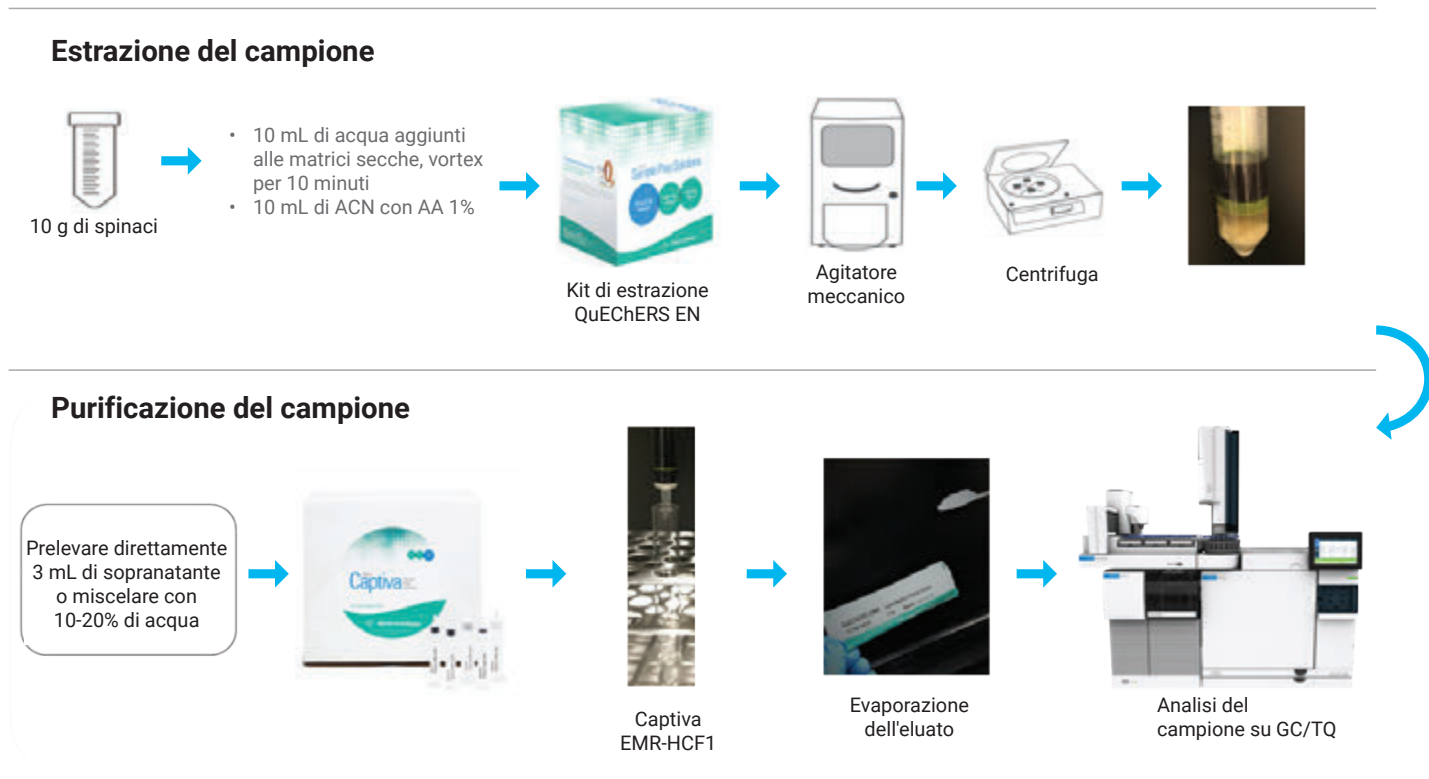 Estrazione del campione
10 g di spinaci
• 10 mL di acqua aggiunti
alle matrici secche, vortex
per 10 minuti
• 10 mL di ACN con AA 1%
Sample Prep Solutions
Kit di estrazione
QuEChERS EN
Agitatore
meccanico
Centrifuga
Purificazione del campione
Prelevare direttamente
3 mL di sopranatante
o miscelare con
10-20% di acqua
Captiva
Captiva
EMR-HCF1
Evaporazione
dell'eluato
Analisi del
campione su GC/TQ